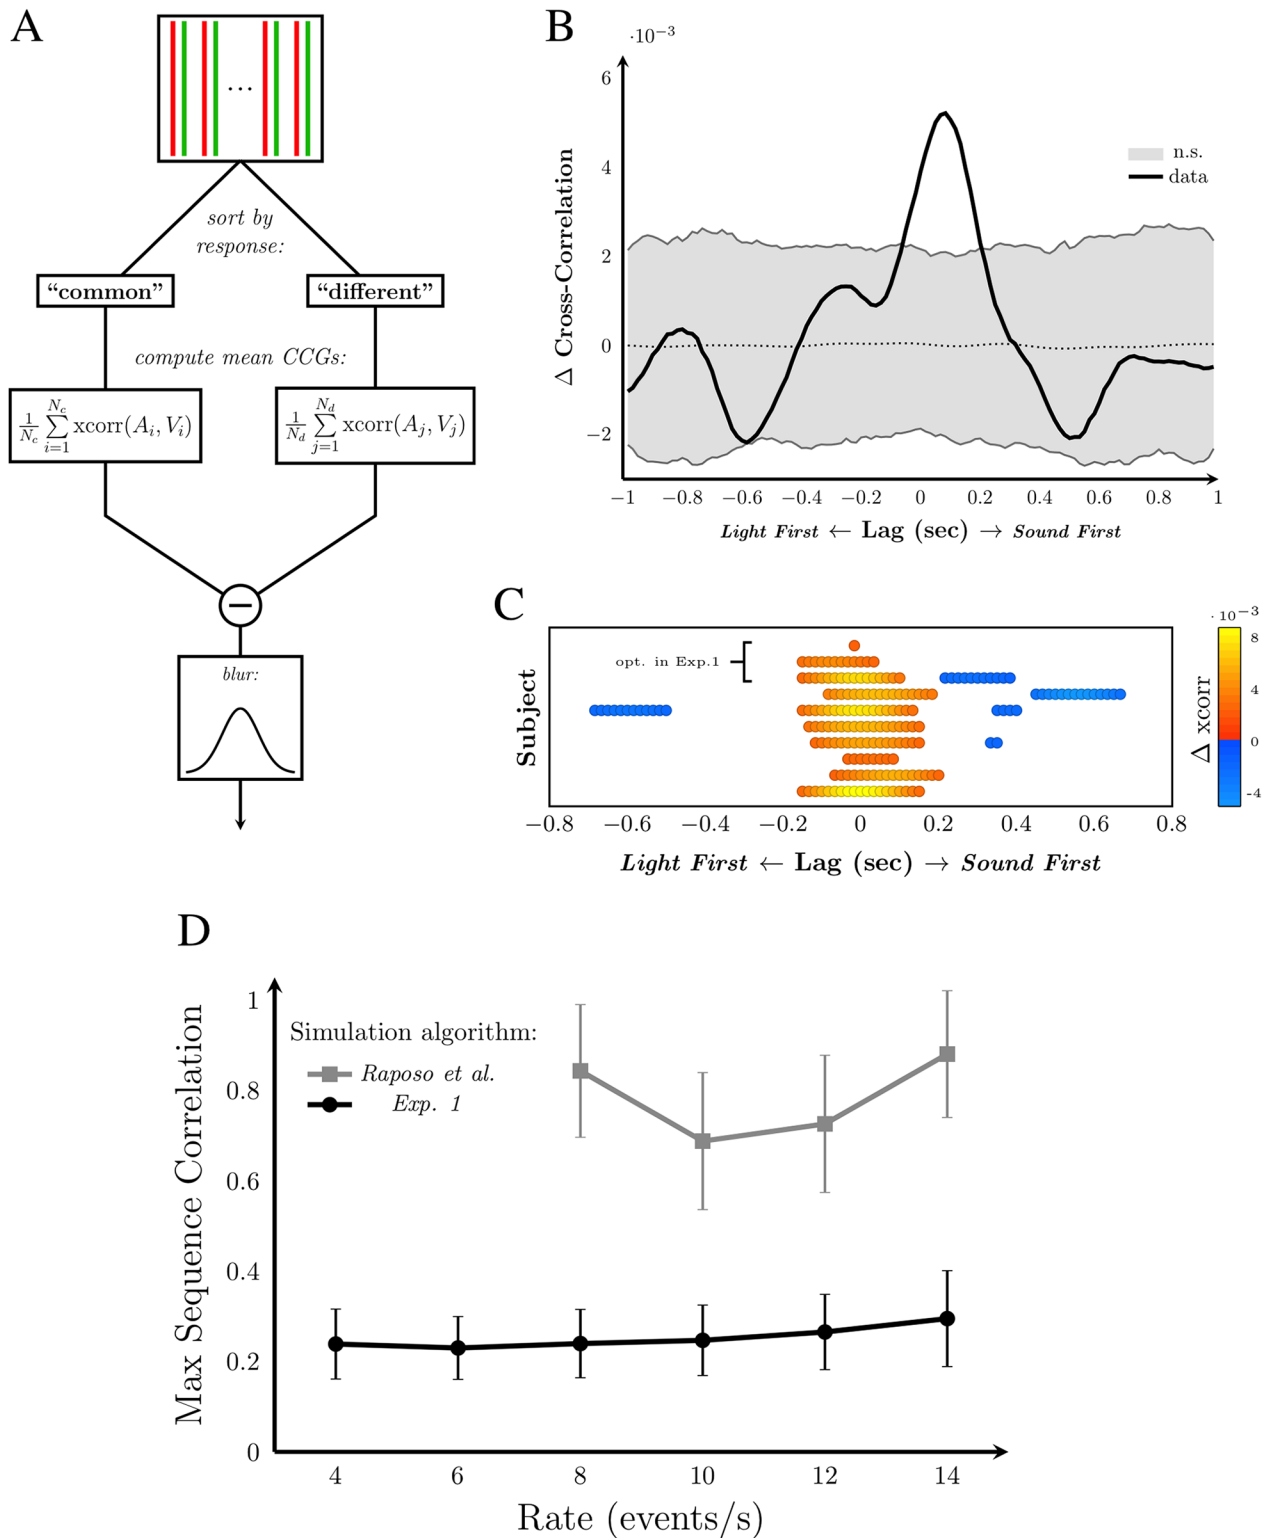 A
...
sort by
response:
"common"
"different"
compute mean CCGs:
1/N_c ∑_{i=1}^{N_c} xcorr(A_i, V_i)
1/N_d ∑_{j=1}^{N_d} xcorr(A_j, V_j)
−
blur:
B
·10⁻³
6
4
2
0
−2
Δ Cross-Correlation
n.s.
data
−1 −0.8 −0.6 −0.4 −0.2 0 0.2 0.4 0.6 0.8 1
Light First ← Lag (sec) → Sound First
C
Subject
opt. in Exp.1
·10⁻³
8
4
0
-4
Δ xcorr
−0.8 −0.6 −0.4 −0.2 0 0.2 0.4 0.6 0.8
Light First ← Lag (sec) → Sound First
D
Max Sequence Correlation
1
0.8
0.6
0.4
0.2
0
Simulation algorithm:
Raposo et al.
Exp. 1
4 6 8 10 12 14
Rate (events/s)